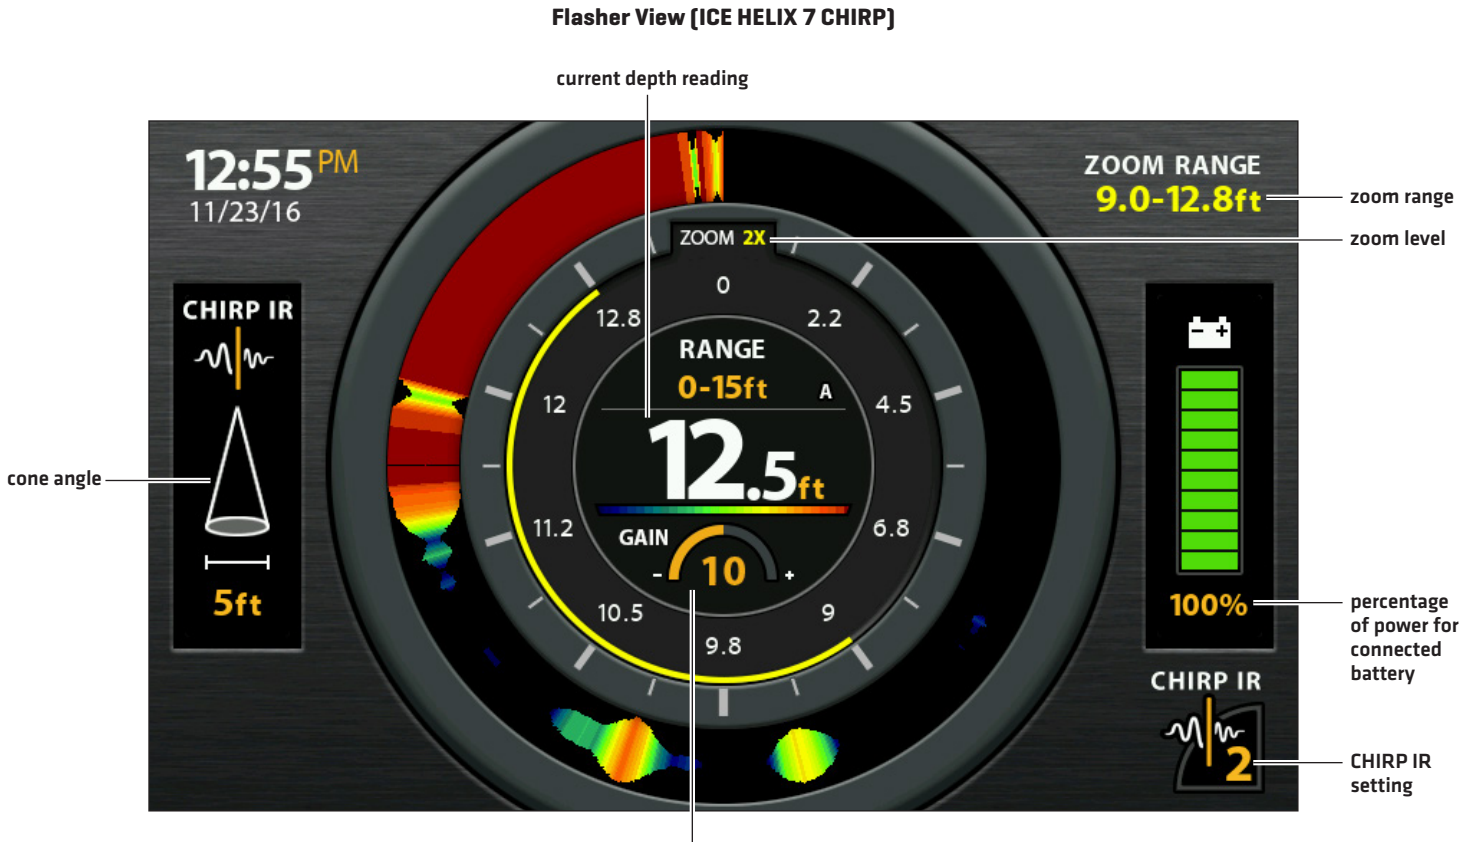 Flasher View (ICE HELIX 7 CHIRP)
current depth reading
12:55 PM
11/23/16
ZOOM RANGE
9.0-12.8ft
zoom range
ZOOM 2X
zoom level
CHIRP IR
5ft
cone angle
0
2.2
4.5
6.8
9
9.8
10.5
11.2
12
12.8
RANGE
0-15ft
A
12.5ft
GAIN
- 10 +
- +
100%
percentage
of power for
connected
battery
CHIRP IR
2
CHIRP IR
setting